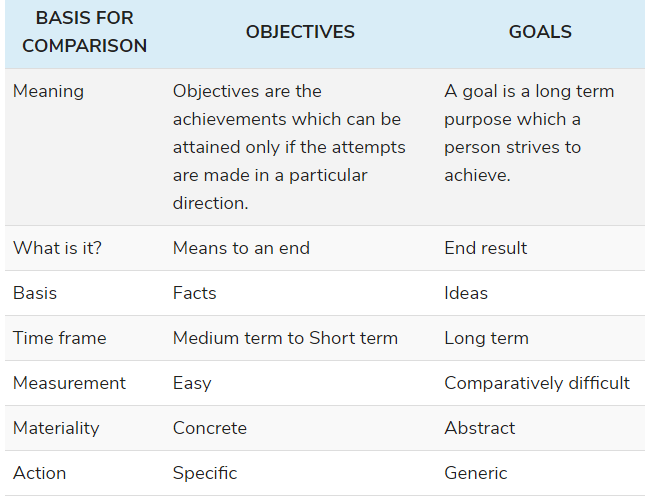 BASIS FOR
COMPARISON
OBJECTIVES
GOALS
Meaning
Objectives are the
achievements which can be
attained only if the attempts
are made in a particular
direction.
A goal is a long term
purpose which a
person strives to
achieve.
What is it?
Means to an end
End result
Basis
Facts
Ideas
Time frame
Medium term to Short term
Long term
Measurement
Easy
Comparatively difficult
Materiality
Concrete
Abstract
Action
Specific
Generic